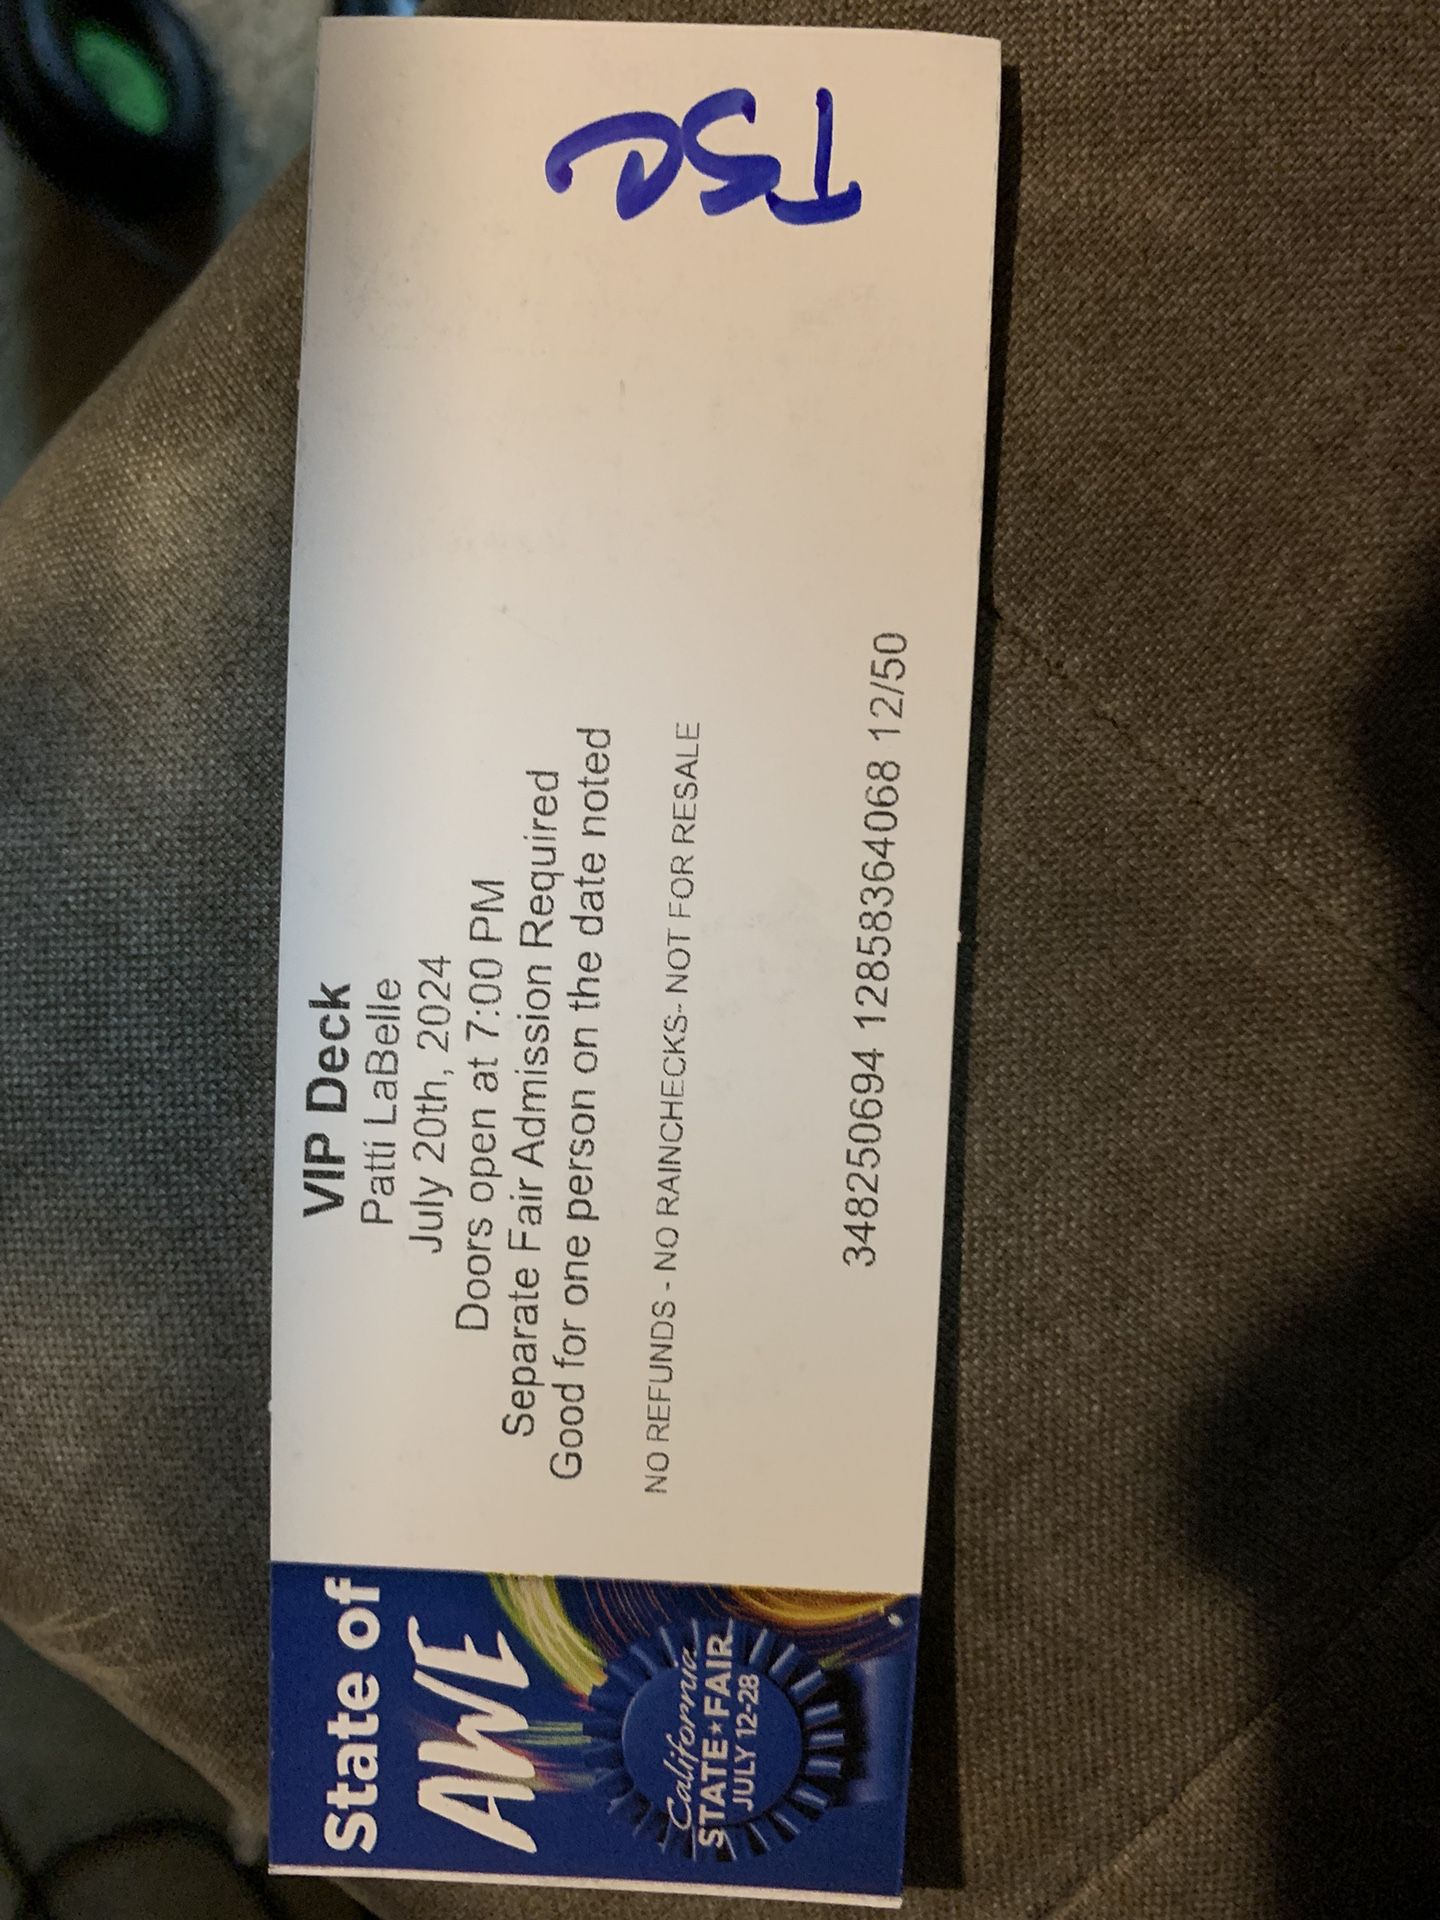 State of
AWE
California
STATE★FAIR
JULY 12-28
VIP Deck
Patti LaBelle
July 20th, 2024
Doors open at 7:00 PM
Separate Fair Admission Required
Good for one person on the date noted
NO REFUNDS - NO RAINCHECKS- NOT FOR RESALE
348250694 1285836406​8 12/50